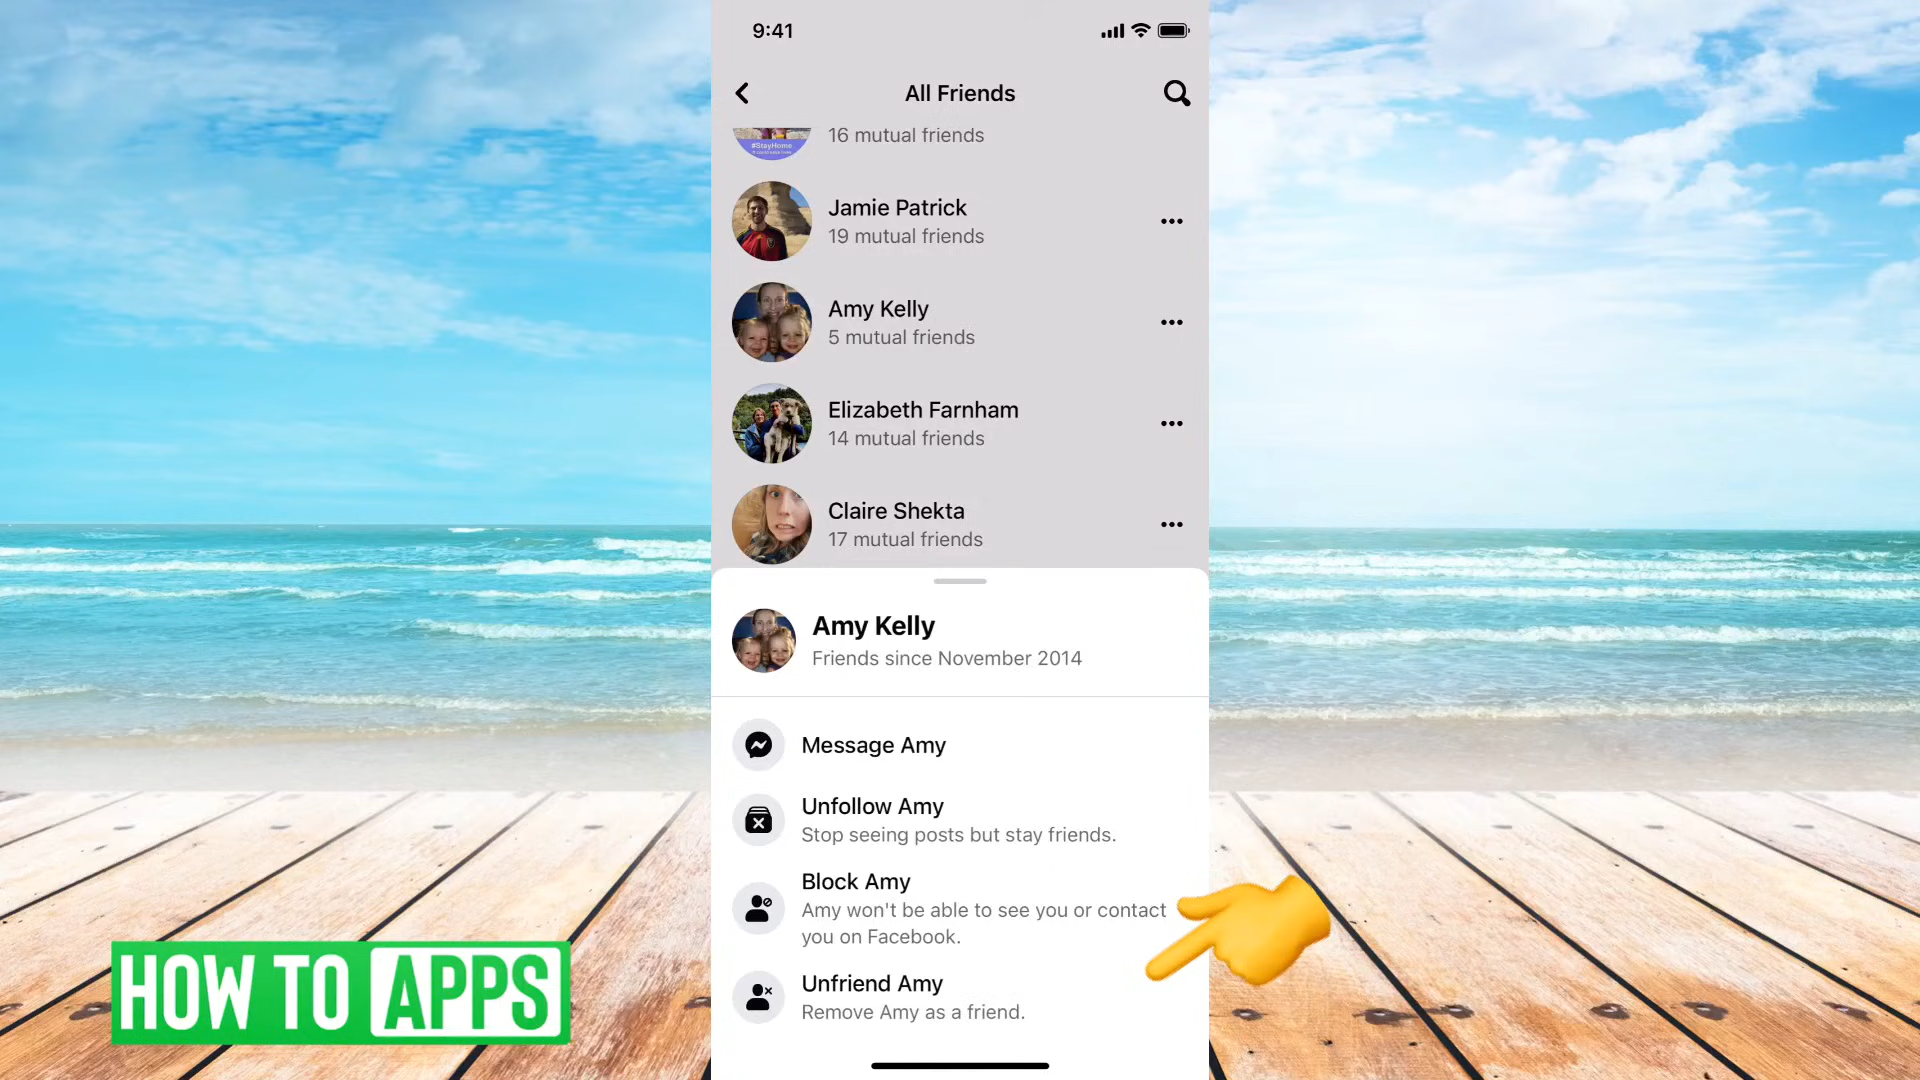 9:41
All Friends
#StayHome
16 mutual friends
Jamie Patrick
19 mutual friends
Amy Kelly
5 mutual friends
Elizabeth Farnham
14 mutual friends
Claire Shekta
17 mutual friends
Amy Kelly
Friends since November 2014
Message Amy
Unfollow Amy
Stop seeing posts but stay friends.
Block Amy
Amy won't be able to see you or contact
you on Facebook.
Unfriend Amy
Remove Amy as a friend.
HOW TO APPS